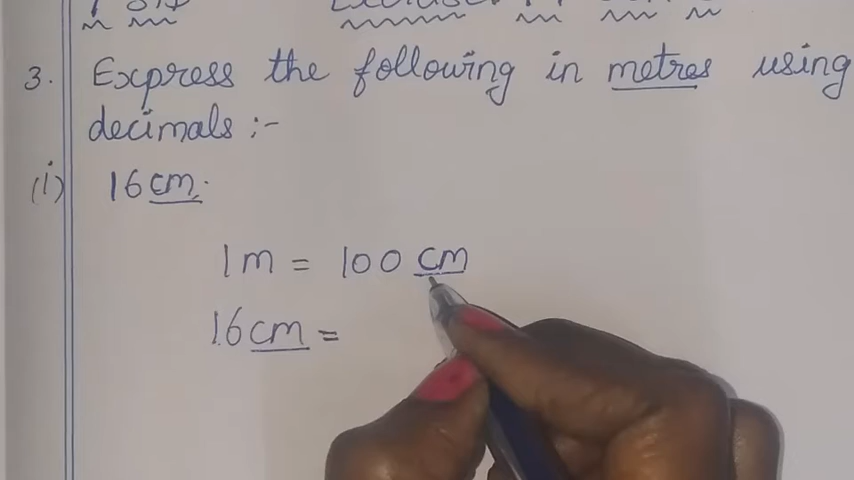 3. Express the following in metres using
decimals :-
(i) 16 cm.
1 m = 100 cm
16 cm =